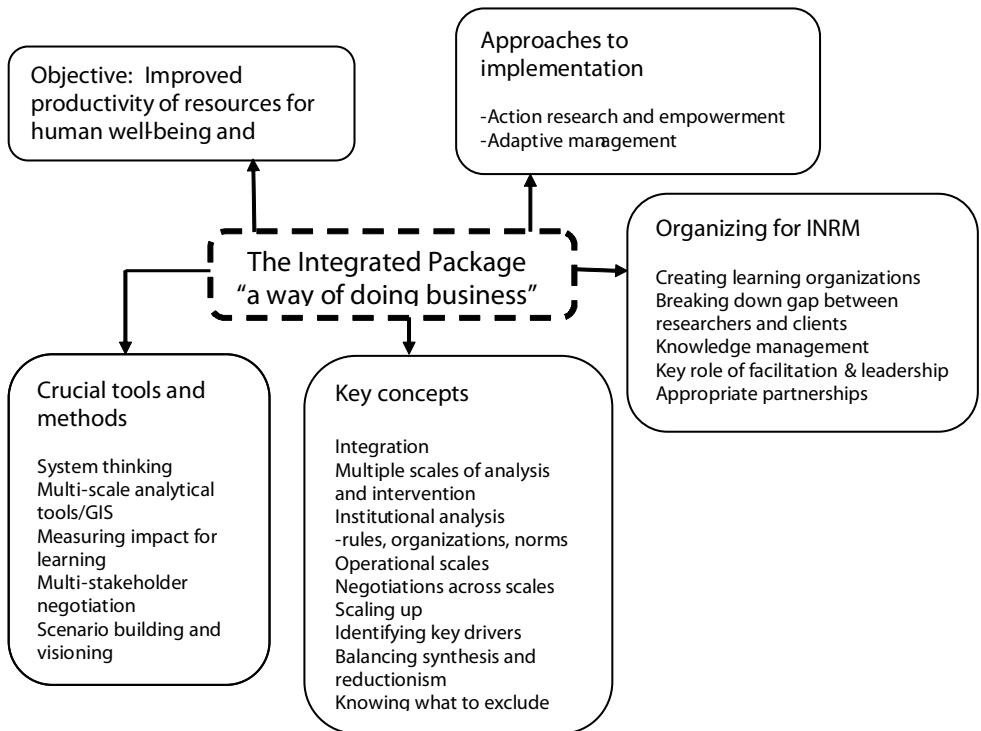 Objective: Improved
productivity of resources for
human well-being and
Approaches to
implementation
-Action research and empowerment
-Adaptive management
The Integrated Package
"a way of doing business"
Organizing for INRM
Creating learning organizations
Breaking down gap between
researchers and clients
Knowledge management
Key role of facilitation & leadership
Appropriate partnerships
Crucial tools and
methods
System thinking
Multi-scale analytical
tools/GIS
Measuring impact for
learning
Multi-stakeholder
negotiation
Scenario building and
visioning
Key concepts
Integration
Multiple scales of analysis
and intervention
Institutional analysis
-rules, organizations, norms
Operational scales
Negotiations across scales
Scaling up
Identifying key drivers
Balancing synthesis and
reductionism
Knowing what to exclude